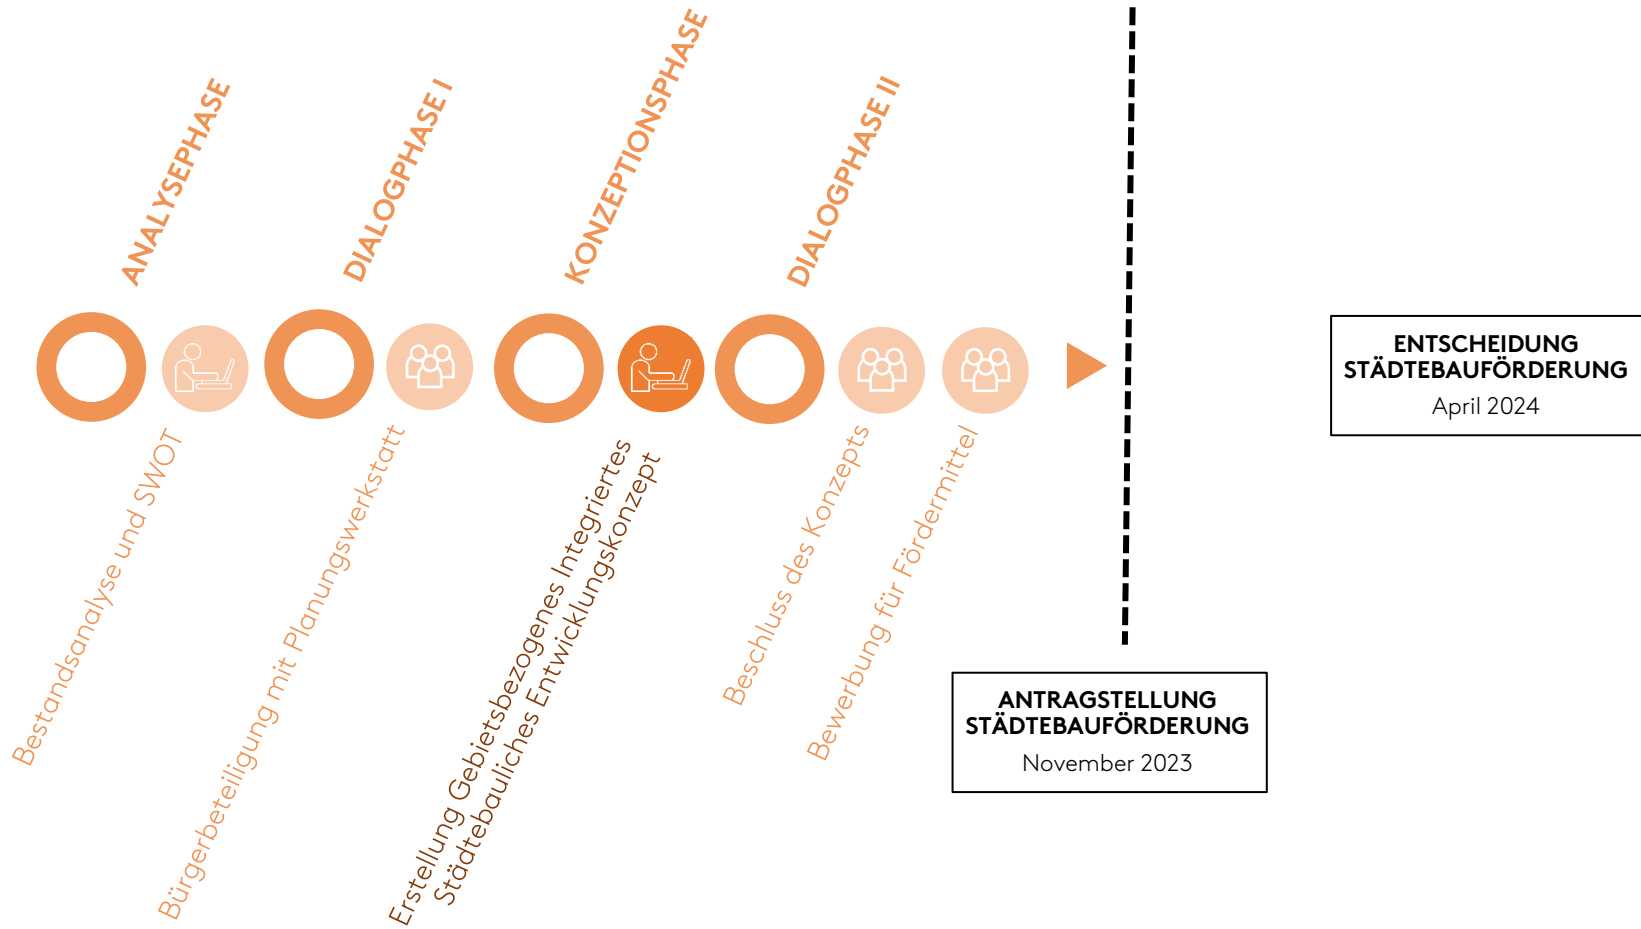 ANALYSEPHASE
DIALOGPHASE I
KONZEPTIONSPHASE
DIALOGPHASE II
Bestandsanalyse und SWOT
Bürgerbeteiligung mit Planungswerkstatt
Erstellung Gebietsbezogenes Integriertes
Städtebauliches Entwicklungskonzept
Beschluss des Konzepts
Bewerbung für Fördermittel
ANTRAGSTELLUNG
STÄDTEBAUFÖRDERUNG
November 2023
ENTSCHEIDUNG
STÄDTEBAUFÖRDERUNG
April 2024